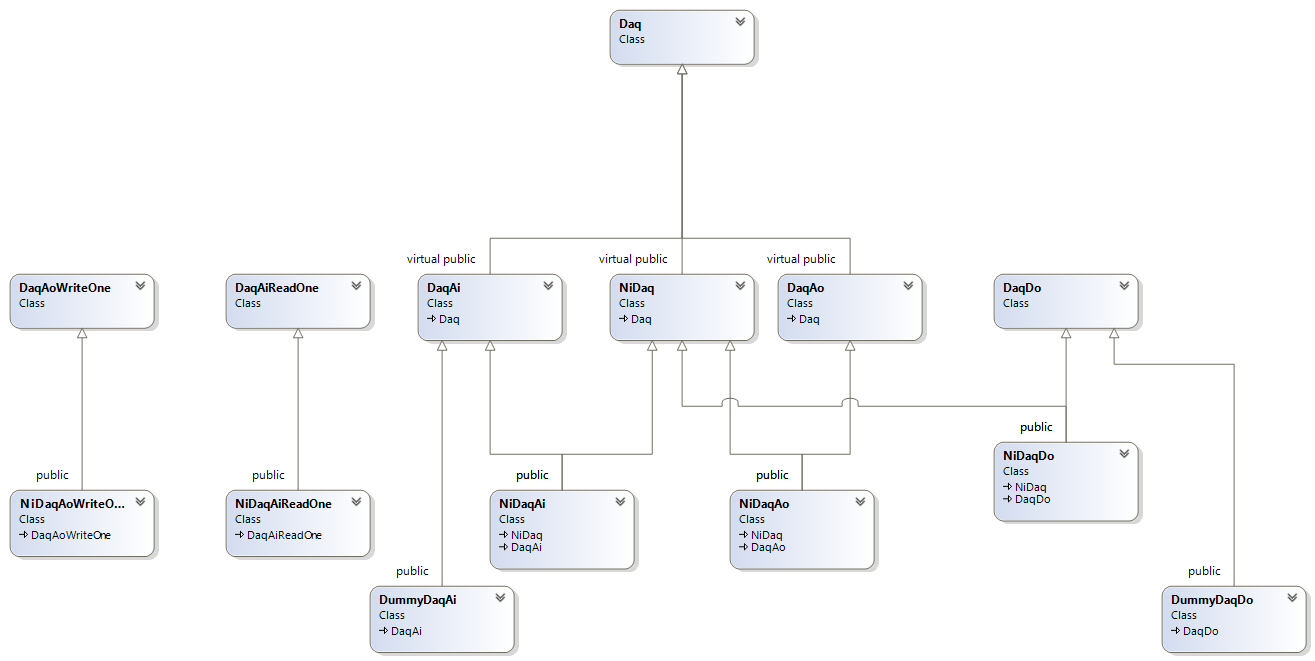 Daq
Class
virtual public
virtual public
virtual public
DaqAoWriteOne
Class
DaqAiReadOne
Class
DaqAi
Class
Daq
NiDaq
Class
Daq
DaqAo
Class
Daq
DaqDo
Class
public
NiDaqDo
Class
NiDaq
DaqDo
public
NiDaqAoWriteO...
Class
DaqAoWriteOne
public
NiDaqAiReadOne
Class
DaqAiReadOne
public
NiDaqAi
Class
NiDaq
DaqAi
public
NiDaqAo
Class
NiDaq
DaqAo
public
DummyDaqAi
Class
DaqAi
public
DummyDaqDo
Class
DaqDo